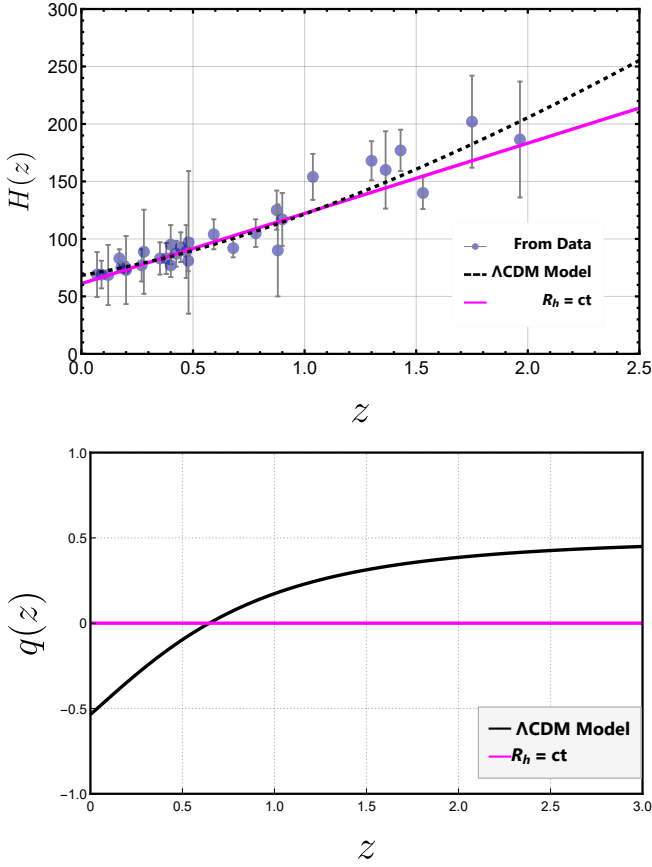 300
250
200
150
100
50
0
H(z)
From Data
ΛCDM Model
R_h = ct
0.0 0.5 1.0 1.5 2.0 2.5
z
1.0
0.5
0
−0.5
−1.0
q(z)
ΛCDM Model
R_h = ct
0 0.5 1.0 1.5 2.0 2.5 3.0
z